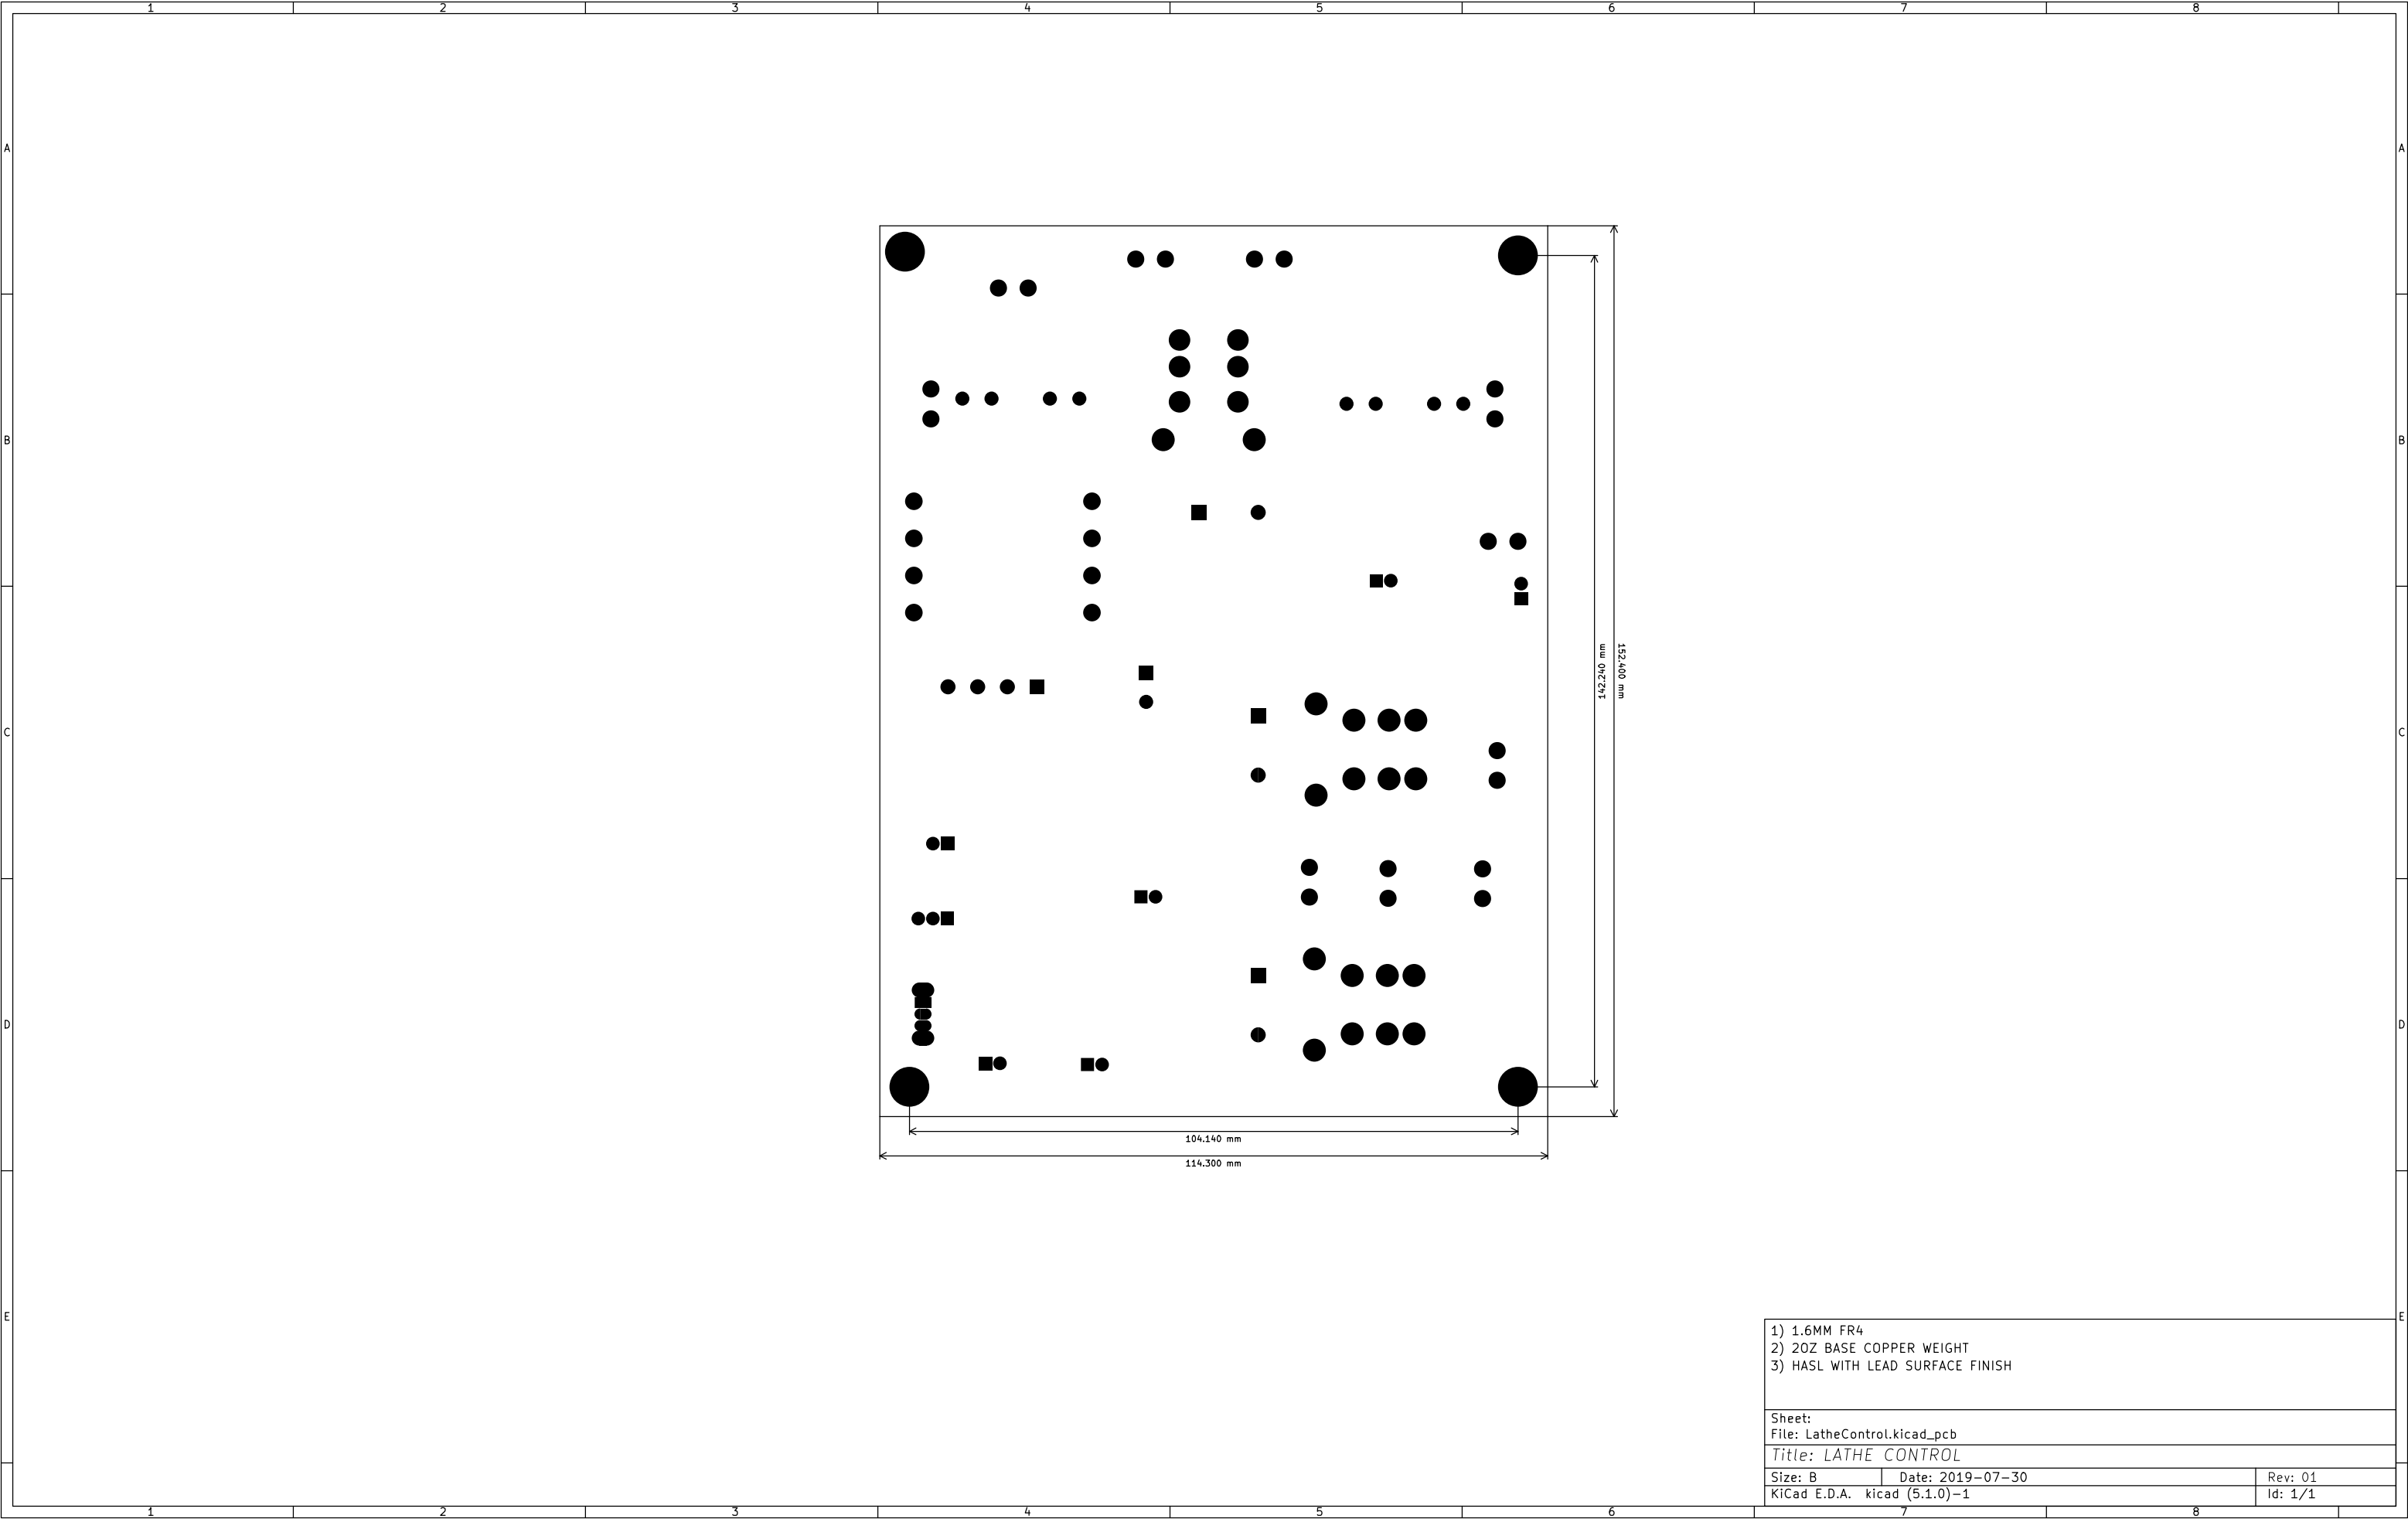 1 2 3 4 5 6 7 8
A A
B B
142.240 mm
152.400 mm
C C
D D
104.140 mm
114.300 mm
E E
1) 1.6MM FR4
2) 2OZ BASE COPPER WEIGHT
3) HASL WITH LEAD SURFACE FINISH
Sheet:
File: LatheControl.kicad_pcb
Title: LATHE CONTROL
Size: B Date: 2019-07-30 Rev: 01
KiCad E.D.A. kicad (5.1.0)-1 Id: 1/1
1 2 3 4 5 6 7 8